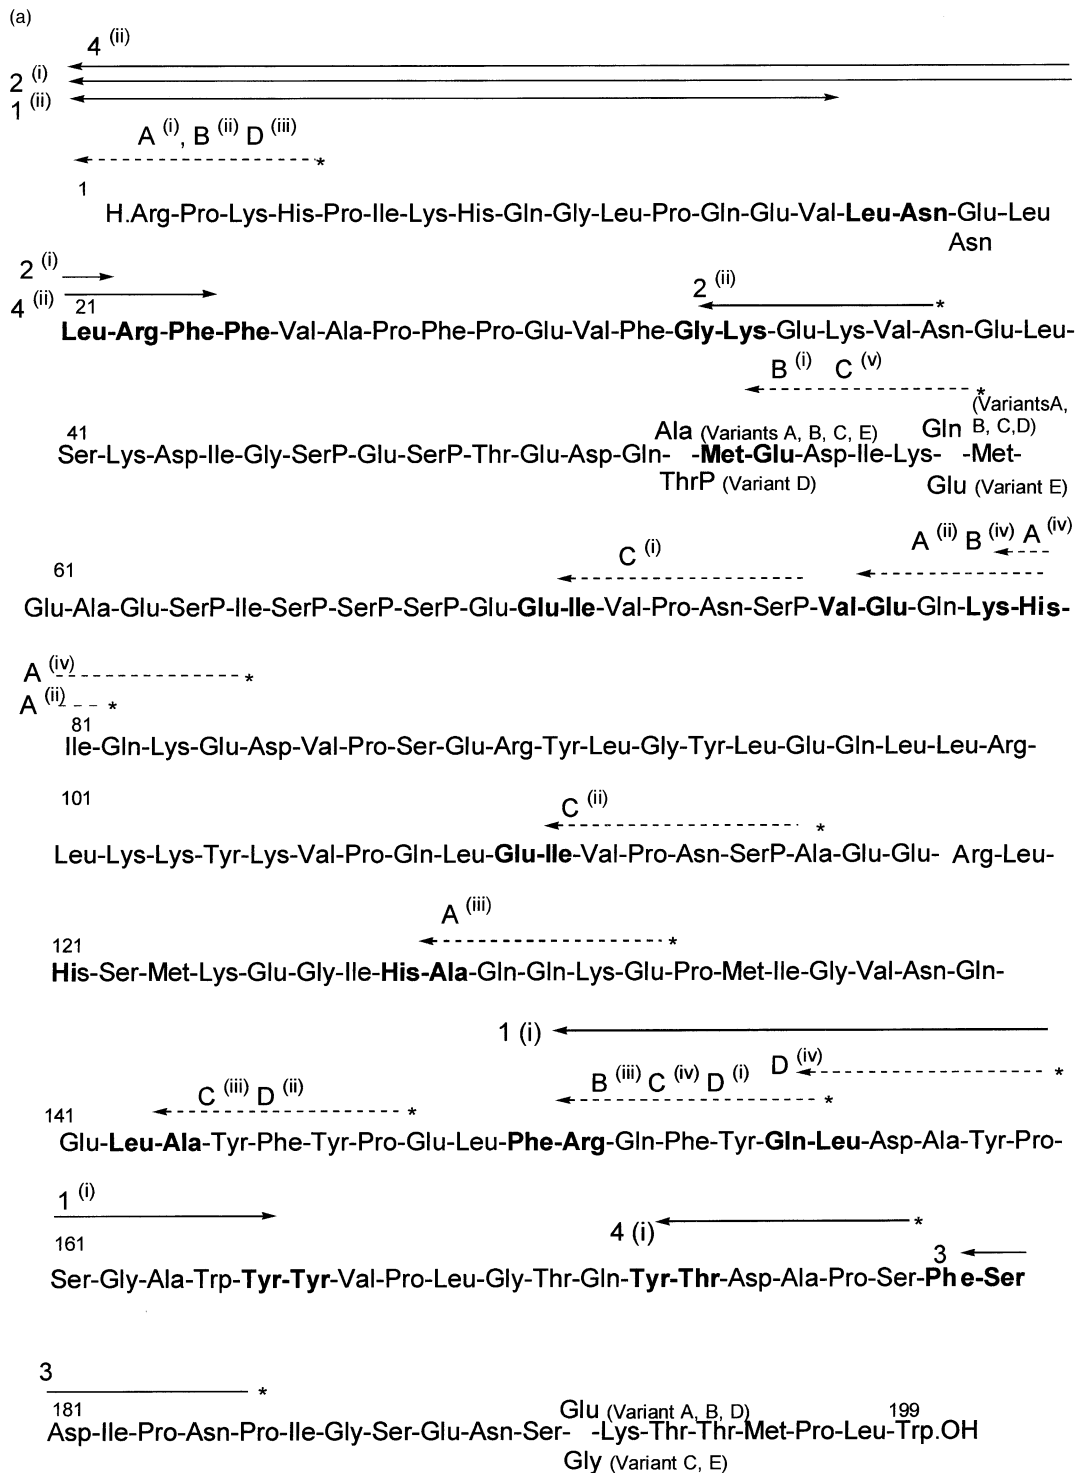 (a)
4 (ii)
2 (i)
1 (ii)
A (i), B (ii) D (iii)
*
1
H.Arg-Pro-Lys-His-Pro-Ile-Lys-His-Gln-Gly-Leu-Pro-Gln-Glu-Val-Leu-Asn-Glu-Leu
Asn
2 (i)
4 (ii) 21 2 (ii) *
Leu-Arg-Phe-Phe-Val-Ala-Pro-Phe-Pro-Glu-Val-Phe-Gly-Lys-Glu-Lys-Val-Asn-Glu-Leu-
B (i) C (v) *
41 Ala (Variants A, B, C, E) Gln (VariantsA, B, C,D)
Ser-Lys-Asp-Ile-Gly-SerP-Glu-SerP-Thr-Glu-Asp-Gln- -Met-Glu-Asp-Ile-Lys- -Met-
ThrP (Variant D) Glu (Variant E)
C (i) A (ii) B (iv) A (iv)
61
Glu-Ala-Glu-SerP-Ile-SerP-SerP-SerP-Glu-Glu-Ile-Val-Pro-Asn-SerP-Val-Glu-Gln-Lys-His-
A (iv) *
A (ii) *
81
Ile-Gln-Lys-Glu-Asp-Val-Pro-Ser-Glu-Arg-Tyr-Leu-Gly-Tyr-Leu-Glu-Gln-Leu-Leu-Arg-
101 C (ii) *
Leu-Lys-Lys-Tyr-Lys-Val-Pro-Gln-Leu-Glu-Ile-Val-Pro-Asn-SerP-Ala-Glu-Glu- Arg-Leu-
A (iii) *
121
His-Ser-Met-Lys-Glu-Gly-Ile-His-Ala-Gln-Gln-Lys-Glu-Pro-Met-Ile-Gly-Val-Asn-Gln-
1 (i)
C (iii) D (ii) * B (iii) C (iv) D (i) * D (iv) *
141
Glu-Leu-Ala-Tyr-Phe-Tyr-Pro-Glu-Leu-Phe-Arg-Gln-Phe-Tyr-Gln-Leu-Asp-Ala-Tyr-Pro-
1 (i) 4 (i) *
161 3
Ser-Gly-Ala-Trp-Tyr-Tyr-Val-Pro-Leu-Gly-Thr-Gln-Tyr-Thr-Asp-Ala-Pro-Ser-Phe-Ser
3 *
181 Glu (Variant A, B, D) 199
Asp-Ile-Pro-Asn-Pro-Ile-Gly-Ser-Glu-Asn-Ser- -Lys-Thr-Thr-Met-Pro-Leu-Trp.OH
Gly (Variant C, E)